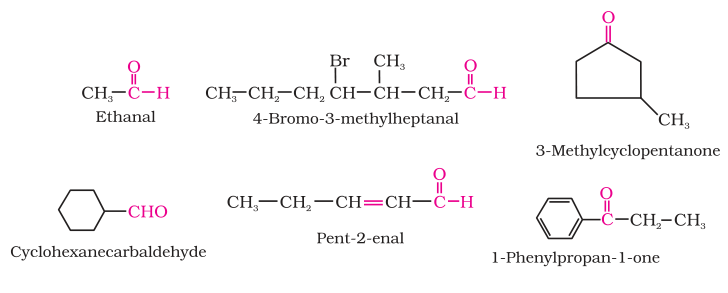 CH₃—C—H
O
Ethanal
Br
CH₃
O
CH₃—CH₂—CH₂—CH—CH—CH₂—C—H
4-Bromo-3-methylheptanal
O
CH₃
3-Methylcyclopentanone
CHO
Cyclohexanecarbaldehyde
O
CH₃—CH₂—CH=CH—C—H
Pent-2-enal
O
C—CH₂—CH₃
1-Phenylpropan-1-one